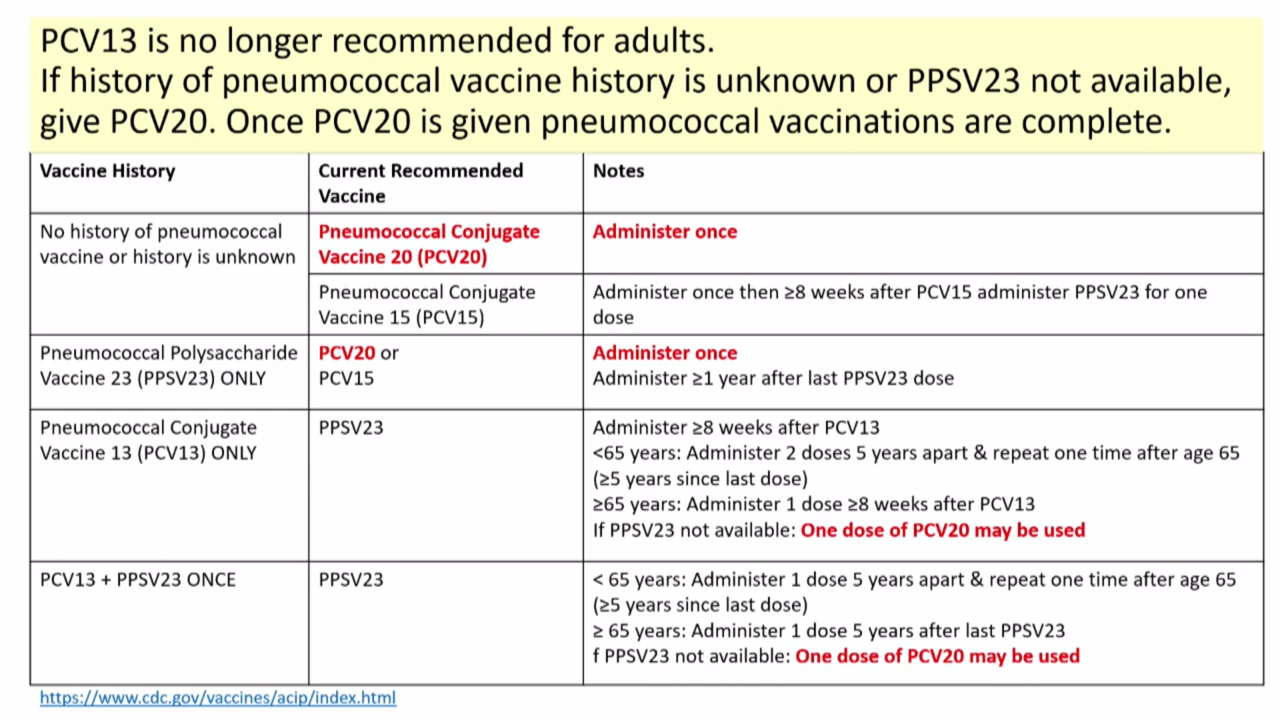 PCV13 is no longer recommended for adults.
If history of pneumococcal vaccine history is unknown or PPSV23 not available,
give PCV20. Once PCV20 is given pneumococcal vaccinations are complete.
Vaccine History
Current Recommended
Vaccine
Notes
No history of pneumococcal
vaccine or history is unknown
Pneumococcal Conjugate
Vaccine 20 (PCV20)
Administer once
Pneumococcal Conjugate
Vaccine 15 (PCV15)
Administer once then ≥8 weeks after PCV15 administer PPSV23 for one
dose
Pneumococcal Polysaccharide
Vaccine 23 (PPSV23) ONLY
PCV20 or
PCV15
Administer once
Administer ≥1 year after last PPSV23 dose
Pneumococcal Conjugate
Vaccine 13 (PCV13) ONLY
PPSV23
Administer ≥8 weeks after PCV13
<65 years: Administer 2 doses 5 years apart & repeat one time after age 65
(≥5 years since last dose)
≥65 years: Administer 1 dose ≥8 weeks after PCV13
If PPSV23 not available: One dose of PCV20 may be used
PCV13 + PPSV23 ONCE
PPSV23
< 65 years: Administer 1 dose 5 years apart & repeat one time after age 65
(≥5 years since last dose)
≥ 65 years: Administer 1 dose 5 years after last PPSV23
f PPSV23 not available: One dose of PCV20 may be used
https://www.cdc.gov/vaccines/acip/index.html